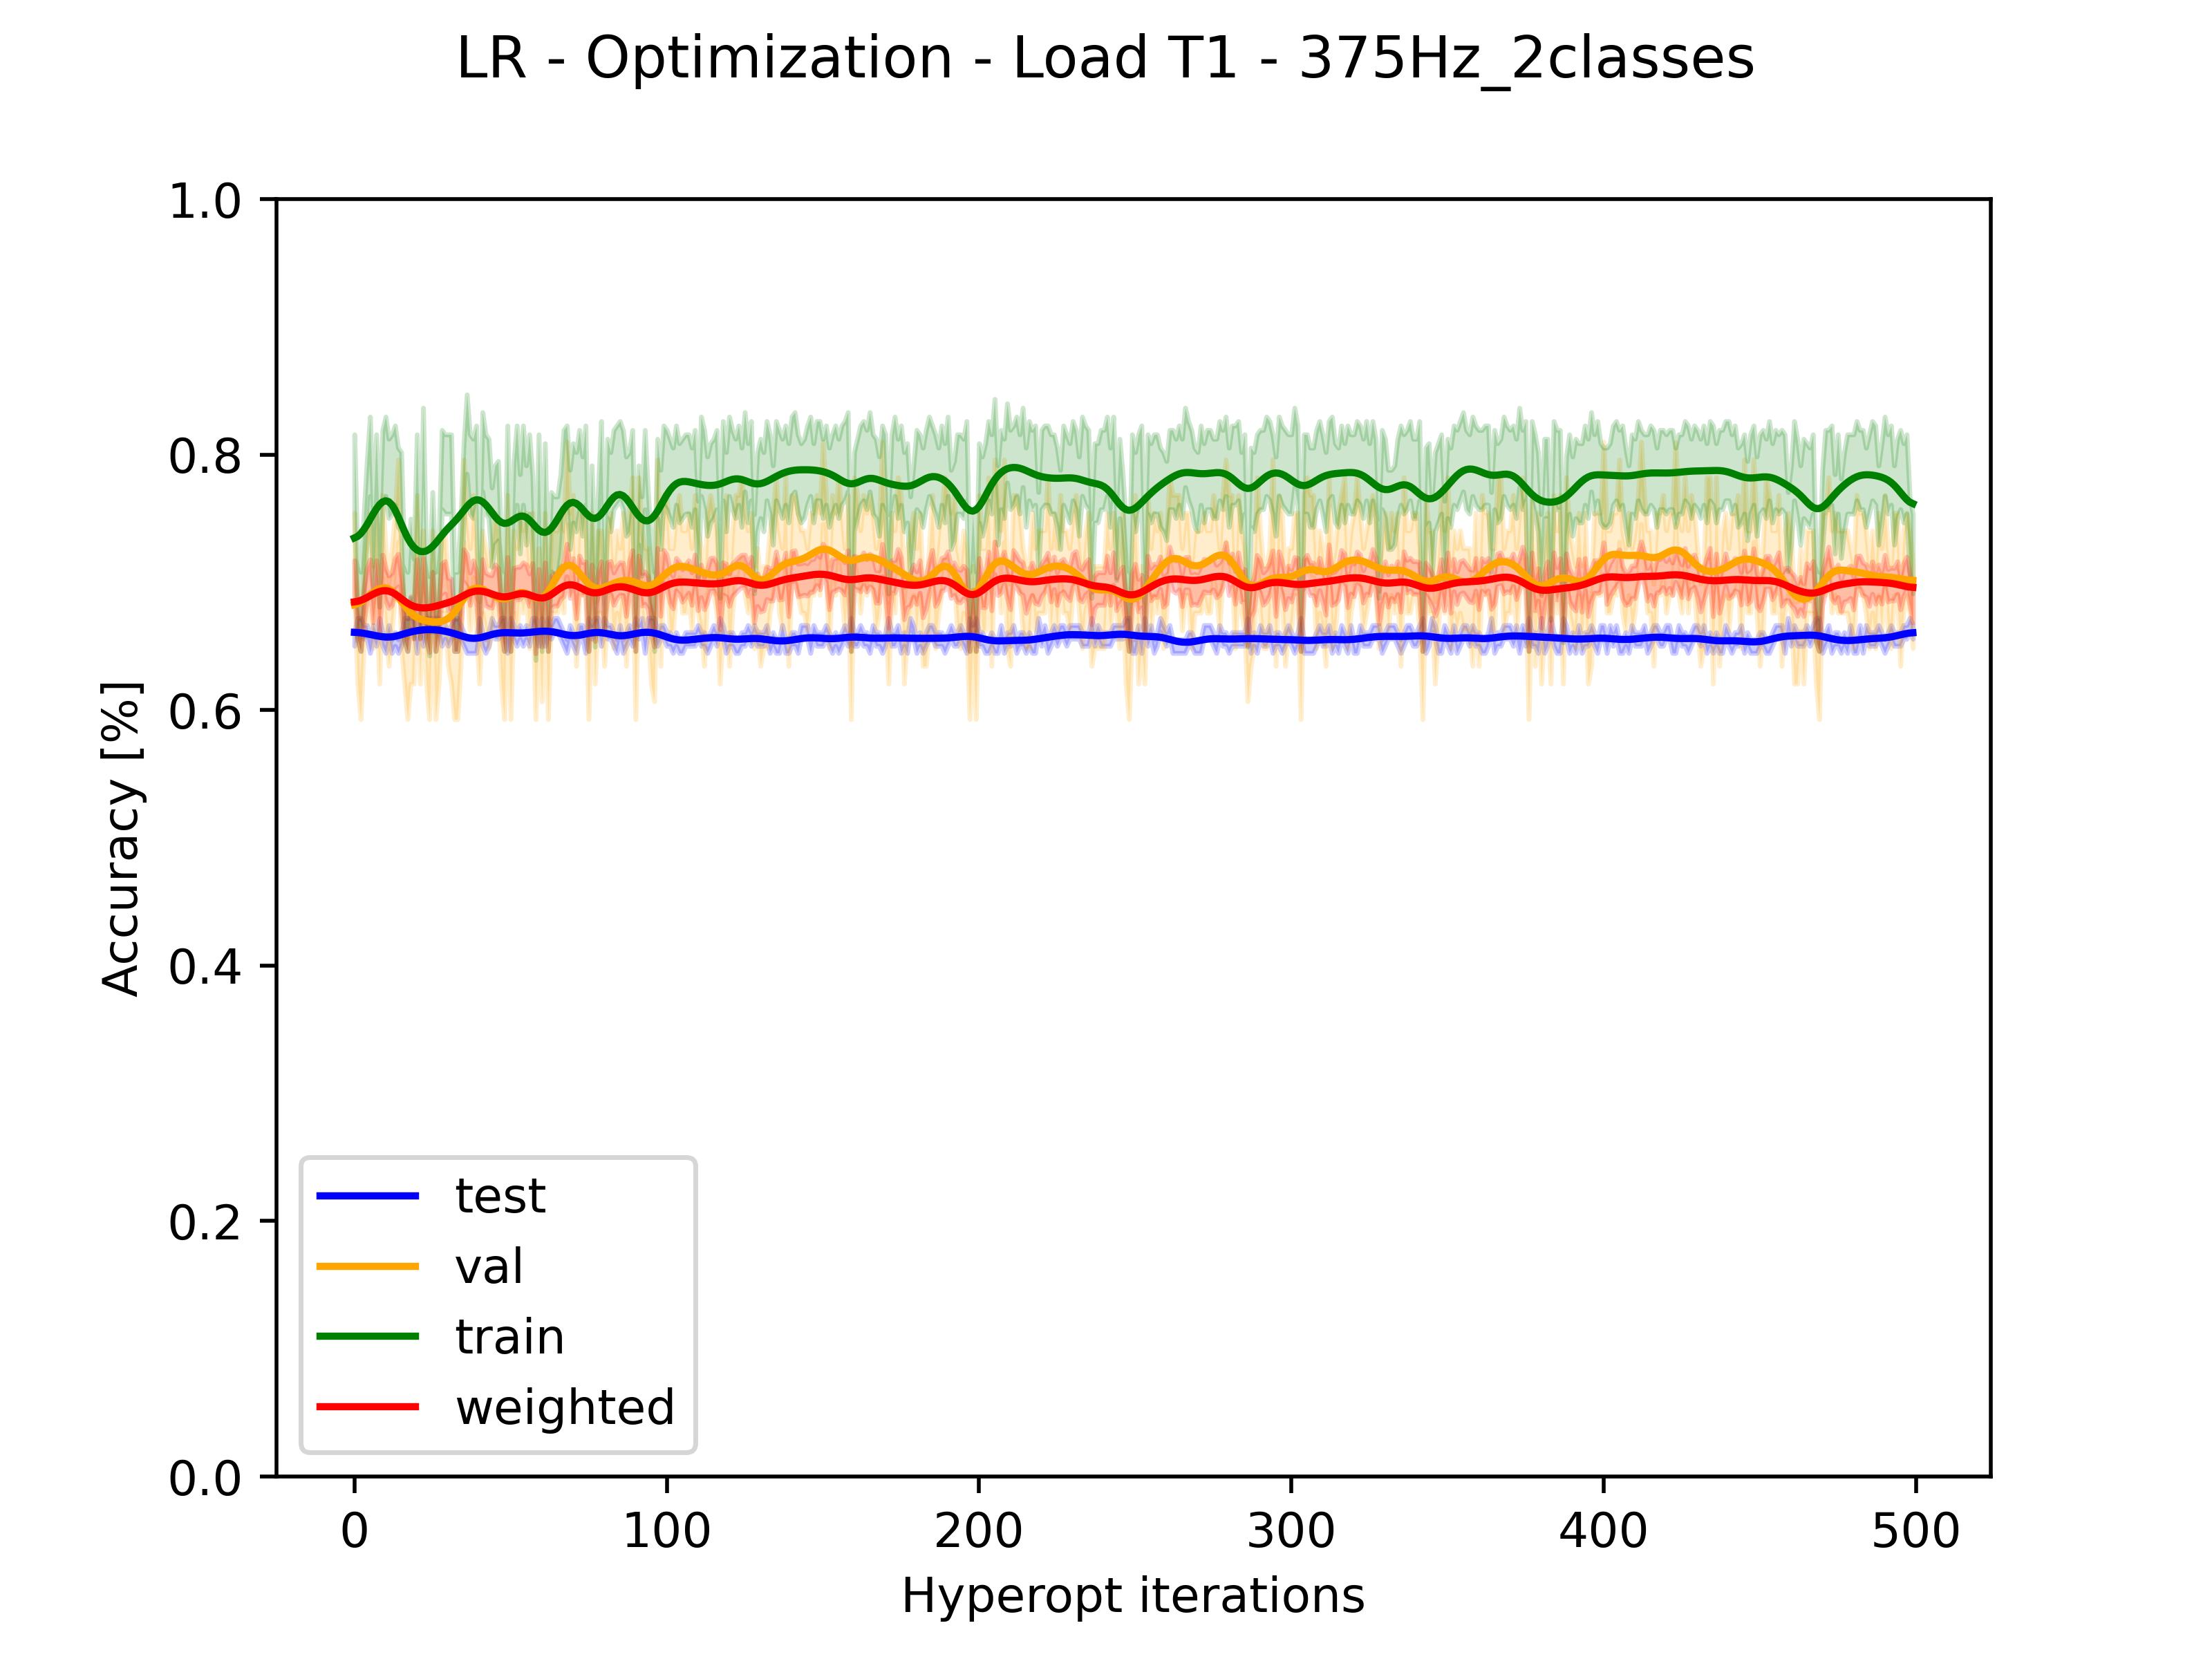 LR - Optimization - Load T1 - 375Hz_2classes
1.0
0.8
0.6
0.4
0.2
0.0
Accuracy [%]
test
val
train
weighted
0 100 200 300 400 500
Hyperopt iterations